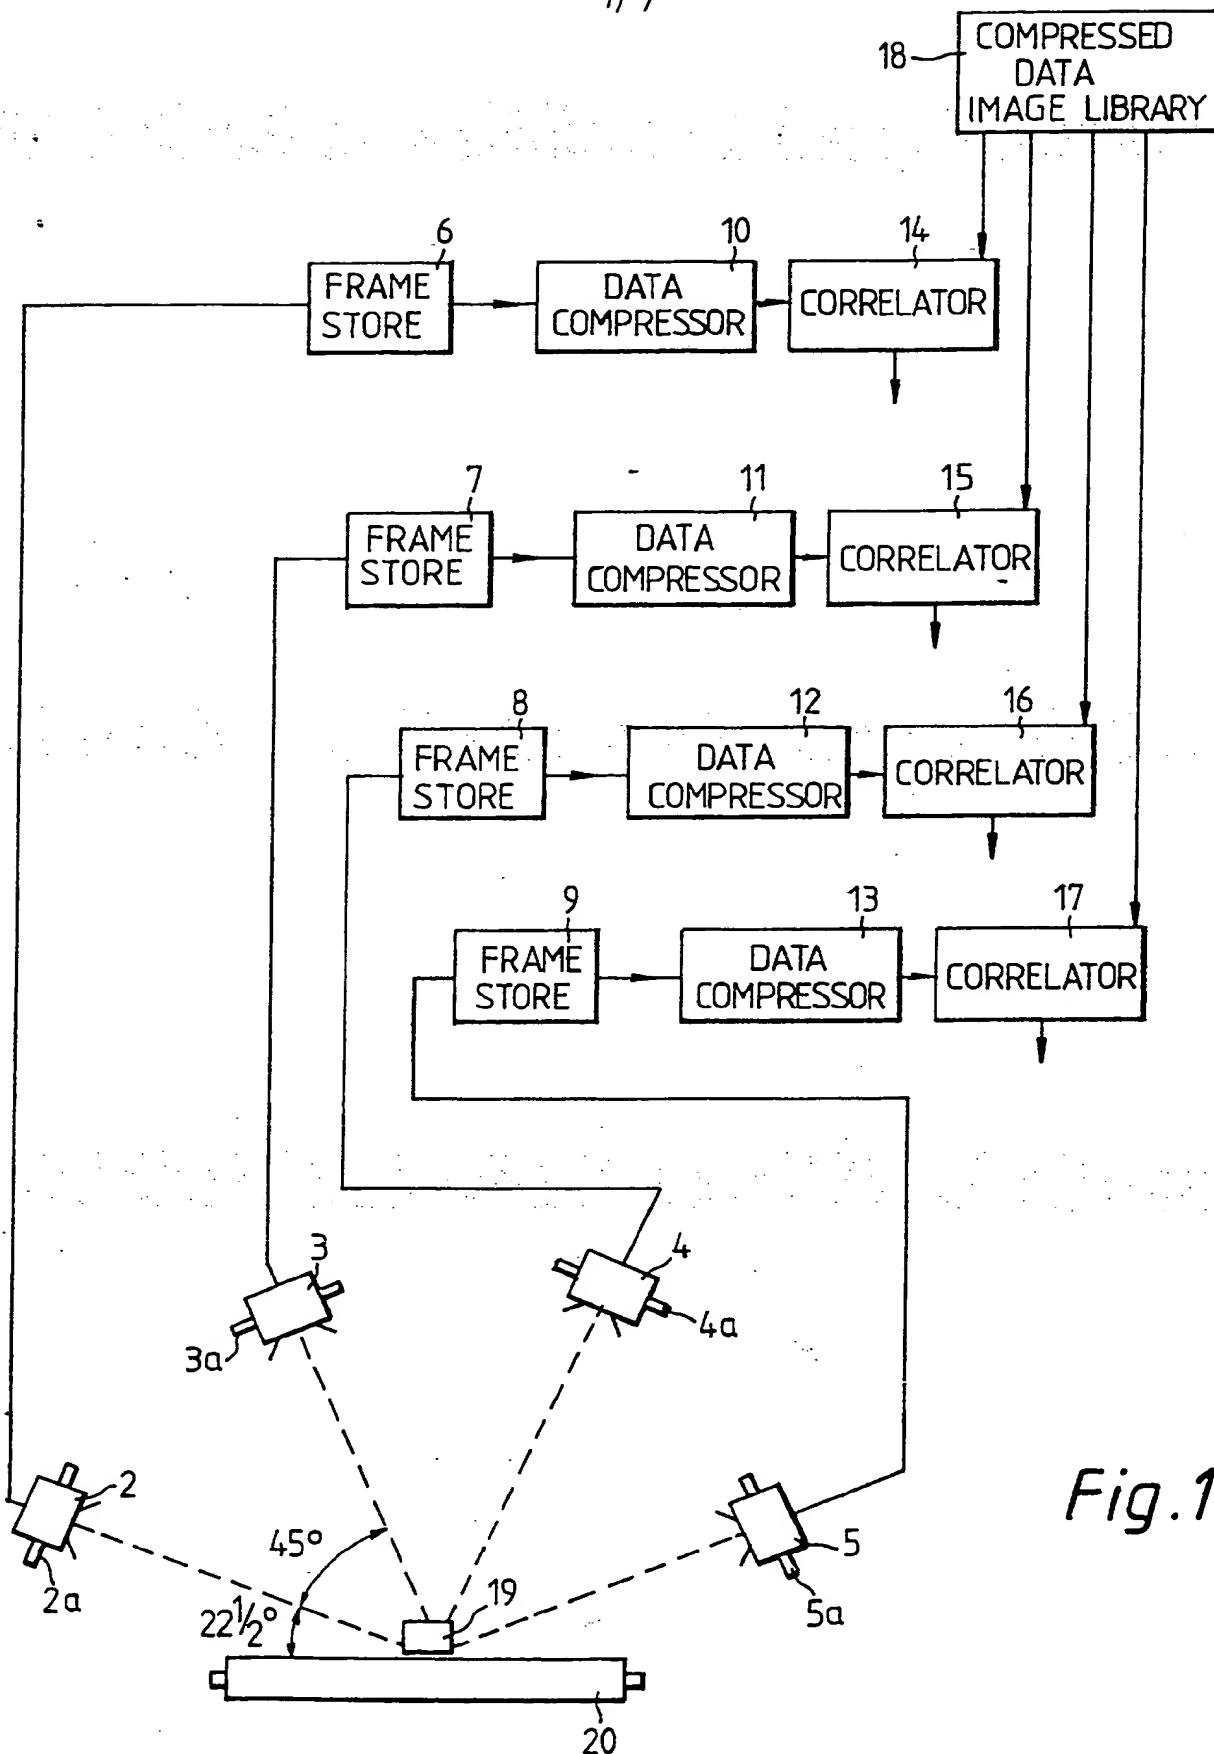 1/7
18
COMPRESSED
DATA
IMAGE LIBRARY
6
10
14
FRAME
STORE
DATA
COMPRESSOR
CORRELATOR
7
11
15
FRAME
STORE
DATA
COMPRESSOR
CORRELATOR
8
12
16
FRAME
STORE
DATA
COMPRESSOR
CORRELATOR
9
13
17
FRAME
STORE
DATA
COMPRESSOR
CORRELATOR
3
4
3a
4a
2
45°
19
5
2a
22½°
5a
20
Fig.1